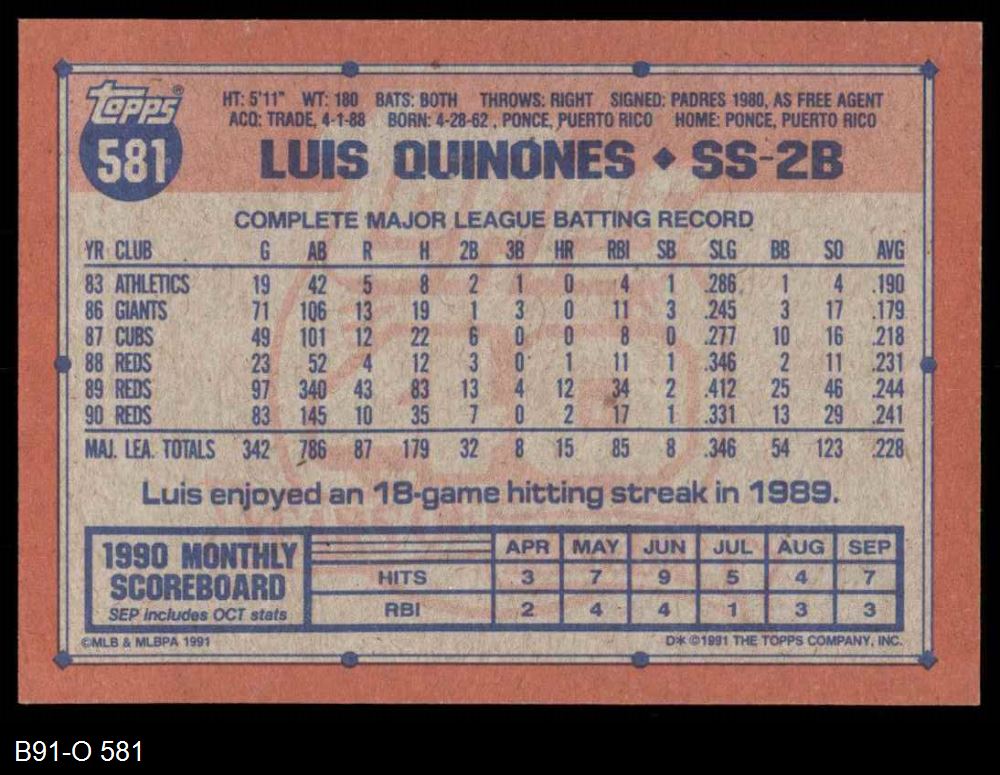 Topps®
581
HT: 5'11" WT: 180 BATS: BOTH THROWS: RIGHT SIGNED: PADRES 1980, AS FREE AGENT
ACQ: TRADE, 4-1-88 BORN: 4-28-62, PONCE, PUERTO RICO HOME: PONCE, PUERTO RICO
LUIS QUINONES ♦ SS-2B
COMPLETE MAJOR LEAGUE BATTING RECORD
YR CLUB G AB R H 2B 3B HR RBI SB SLG BB SO AVG
83 ATHLETICS 19 42 5 8 2 1 0 4 1 .286 1 4 .190
86 GIANTS 71 106 13 19 1 3 0 11 3 .245 3 17 .179
87 CUBS 49 101 12 22 6 0 0 8 0 .277 10 16 .218
88 REDS 23 52 4 12 3 0 1 11 1 .346 2 11 .231
89 REDS 97 340 43 83 13 4 12 34 2 .412 25 46 .244
90 REDS 83 145 10 35 7 0 2 17 1 .331 13 29 .241
MAJ. LEA. TOTALS 342 786 87 179 32 8 15 85 8 .346 54 123 .228
Luis enjoyed an 18-game hitting streak in 1989.
1990 MONTHLY
SCOREBOARD
SEP includes OCT stats
APR MAY JUN JUL AUG SEP
HITS 3 7 9 5 4 7
RBI 2 4 4 1 3 3
©MLB & MLBPA 1991
D* ©1991 THE TOPPS COMPANY, INC.
B91-O 581